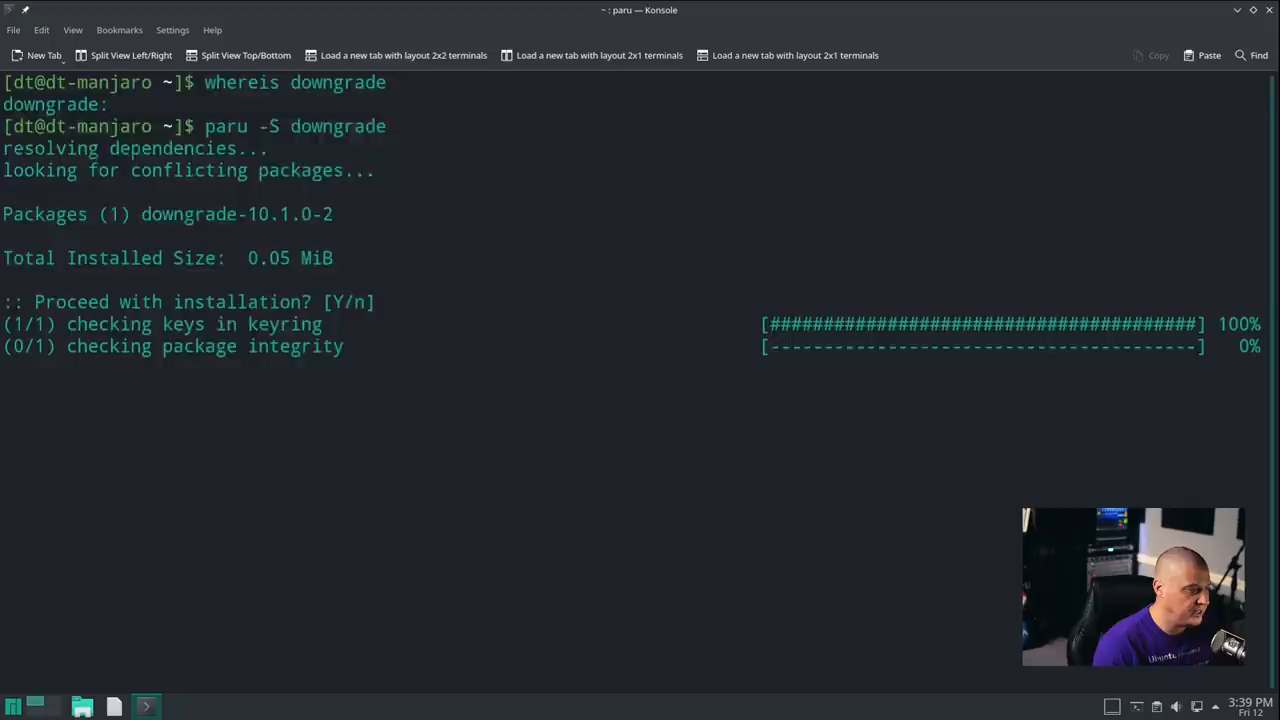 ~ : paru — Konsole
File Edit View Bookmarks Settings Help
New Tab Split View Left/Right Split View Top/Bottom Load a new tab with layout 2x2 terminals Load a new tab with layout 2x1 terminals Load a new tab with layout 2x1 terminals Copy Paste Find
[dt@dt-manjaro ~]$ whereis downgrade
downgrade:
[dt@dt-manjaro ~]$ paru -S downgrade
resolving dependencies...
looking for conflicting packages...
Packages (1) downgrade-10.1.0-2
Total Installed Size:  0.05 MiB
:: Proceed with installation? [Y/n]
(1/1) checking keys in keyring [########################################] 100%
(0/1) checking package integrity [----------------------------------------] 0%
Ubuntu
3:39 PM
Fri 12